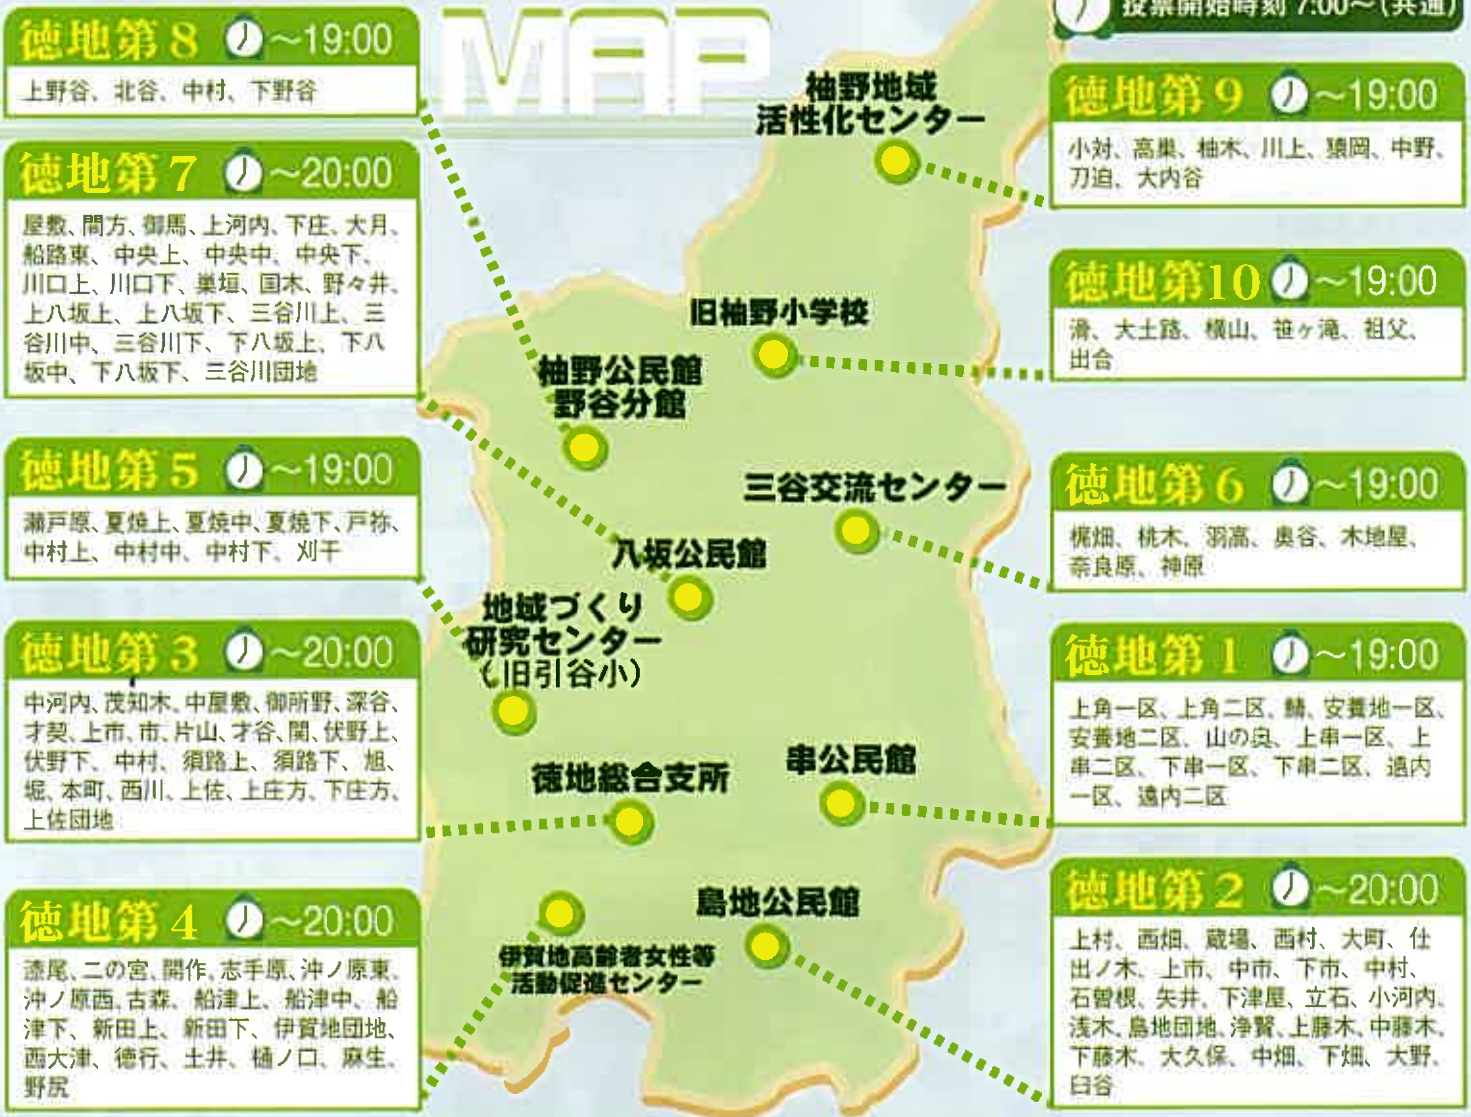 MAP
投票開始時刻 7:00～(共通)
徳地第8 ～19:00
上野谷、北谷、中村、下野谷
徳地第7 ～20:00
屋敷、間方、御馬、上河内、下庄、大月、
船路東、中央上、中央中、中央下、
川口上、川口下、巣垣、国木、野々井、
上八坂上、上八坂下、三谷川上、三
谷川中、三谷川下、下八坂上、下八
坂中、下八坂下、三谷川団地
徳地第5 ～19:00
瀬戸原、夏焼上、夏焼中、夏焼下、戸祢、
中村上、中村中、中村下、刈干
徳地第3 ～20:00
中河内、茂知木、中屋敷、御所野、深谷、
才契、上市、市、片山、才谷、関、伏野上、
伏野下、中村、須路上、須路下、旭、
堀、本町、西川、上佐、上庄方、下庄方、
上佐団地
徳地第4 ～20:00
漆尾、二の宮、開作、志手原、沖ノ原東、
沖ノ原西、古森、船津上、船津中、船
津下、新田上、新田下、伊賀地団地、
西大津、徳行、土井、樋ノ口、麻生、
野尻
柚野地域
活性化センター
旧柚野小学校
柚野公民館
野谷分館
三谷交流センター
八坂公民館
地域づくり
研究センター
(旧引谷小)
徳地総合支所
串公民館
島地公民館
伊賀地高齢者女性等
活動促進センター
徳地第9 ～19:00
小対、高巣、柚木、川上、猿岡、中野、
刀迫、大内谷
徳地第10 ～19:00
滑、大土路、横山、笹ヶ滝、祖父、
出合
徳地第6 ～19:00
梶畑、桃木、羽高、奥谷、木地屋、
奈良原、神原
徳地第1 ～19:00
上角一区、上角二区、鯖、安養地一区、
安養地二区、山の奥、上串一区、上
串二区、下串一区、下串二区、遠内
一区、遠内二区
徳地第2 ～20:00
上村、西畑、蔵場、西村、大町、仕
出ノ木、上市、中市、下市、中村、
石曽根、矢井、下津屋、立石、小河内、
浅木、島地団地、浄賢、上藤木、中藤木、
下藤木、大久保、中畑、下畑、大野、
臼谷